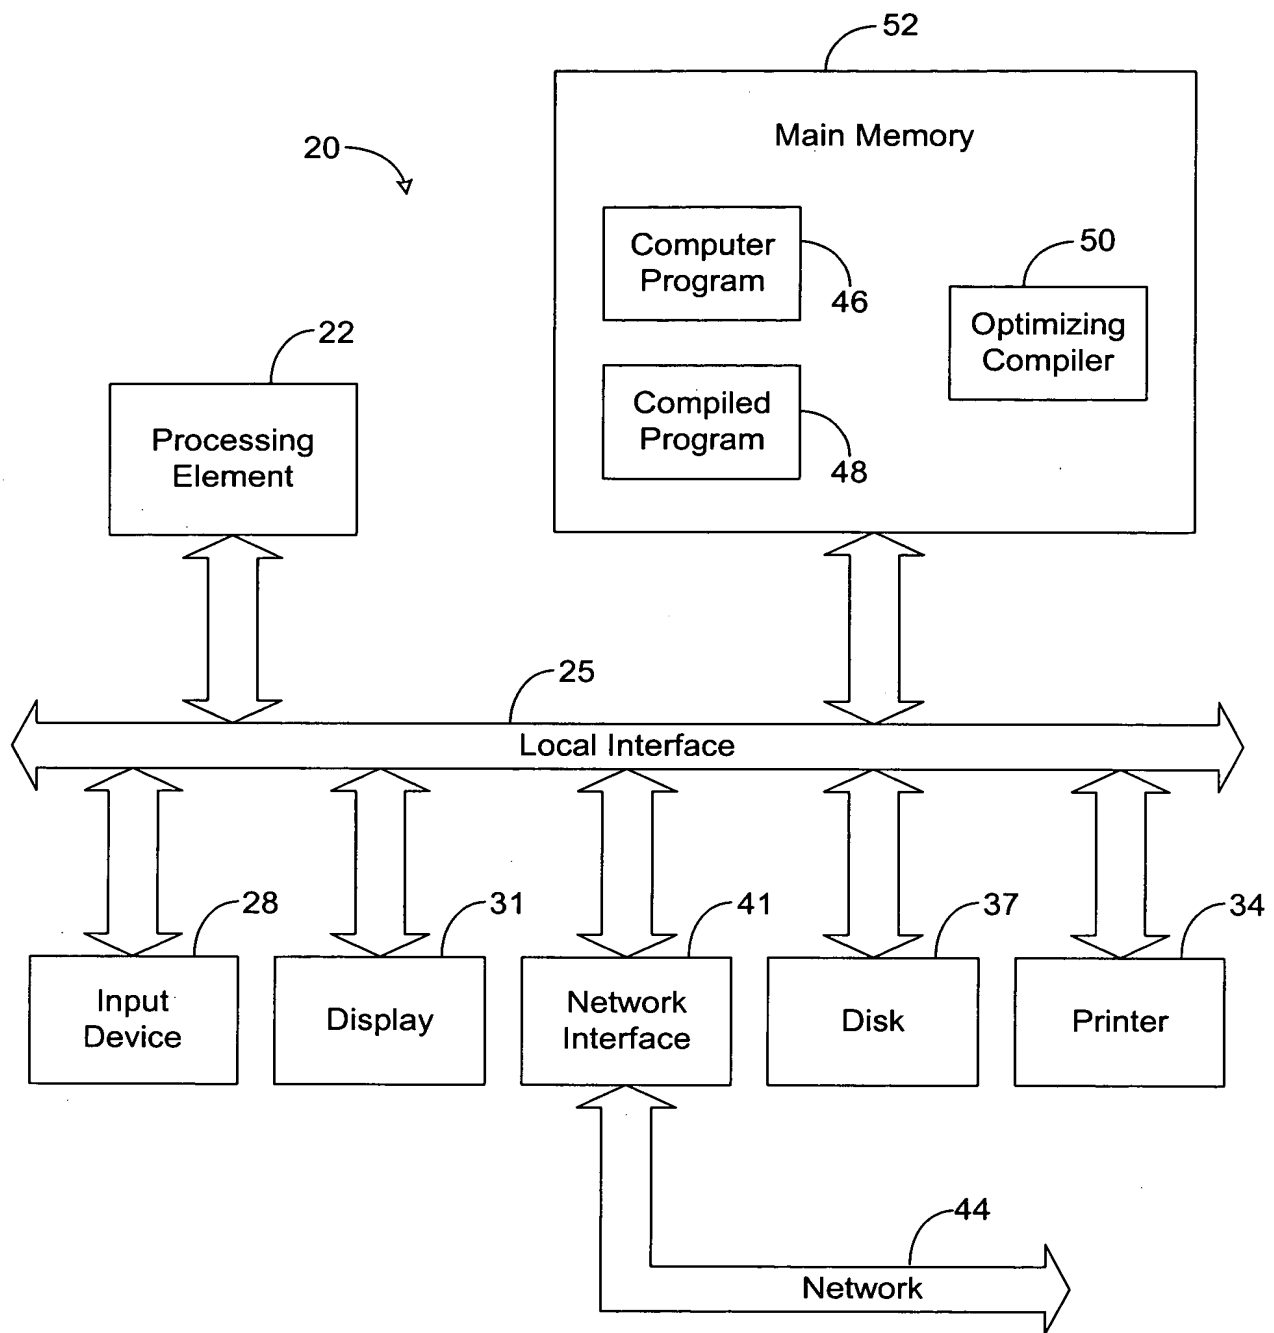 52
Main Memory
20
Computer
Program
46
50
Optimizing
Compiler
22
Processing
Element
Compiled
Program
48
25
Local Interface
28
Input
Device
31
Display
41
Network
Interface
37
Disk
34
Printer
44
Network